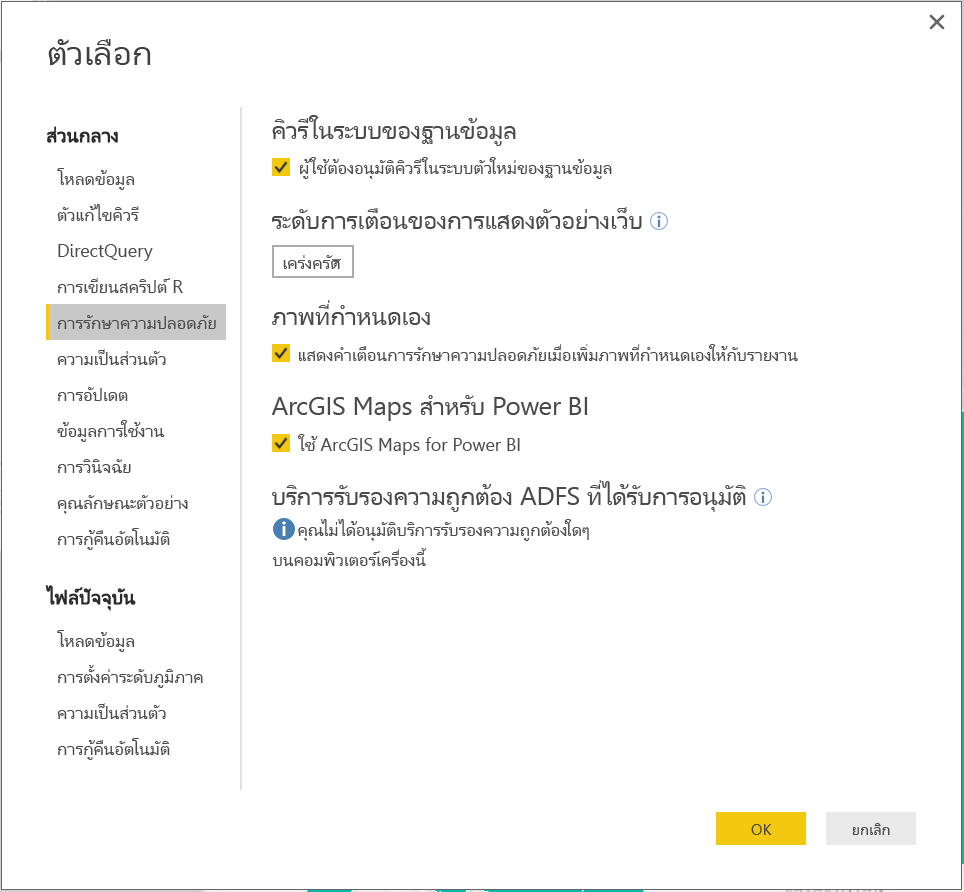 ตัวเลือก
ส่วนกลาง
โหลดข้อมูล
ตัวแก้ไขคิวรี
DirectQuery
การเขียนสคริปต์ R
การรักษาความปลอดภัย
ความเป็นส่วนตัว
การอัปเดต
ข้อมูลการใช้งาน
การวินิจฉัย
คุณลักษณะตัวอย่าง
การกู้คืนอัตโนมัติ
ไฟล์ปัจจุบัน
โหลดข้อมูล
การตั้งค่าระดับภูมิภาค
ความเป็นส่วนตัว
การกู้คืนอัตโนมัติ
คิวรีในระบบของฐานข้อมูล
ผู้ใช้ต้องอนุมัติคิวรีในระบบตัวใหม่ของฐานข้อมูล
ระดับการเตือนของการแสดงตัวอย่างเว็บ
เคร่งครัด
ภาพที่กำหนดเอง
แสดงคำเตือนการรักษาความปลอดภัยเมื่อเพิ่มภาพที่กำหนดเองให้กับรายงาน
ArcGIS Maps สำหรับ Power BI
ใช้ ArcGIS Maps for Power BI
บริการรับรองความถูกต้อง ADFS ที่ได้รับการอนุมัติ
คุณไม่ได้อนุมัติบริการรับรองความถูกต้องใดๆ
บนคอมพิวเตอร์เครื่องนี้
OK
ยกเลิก